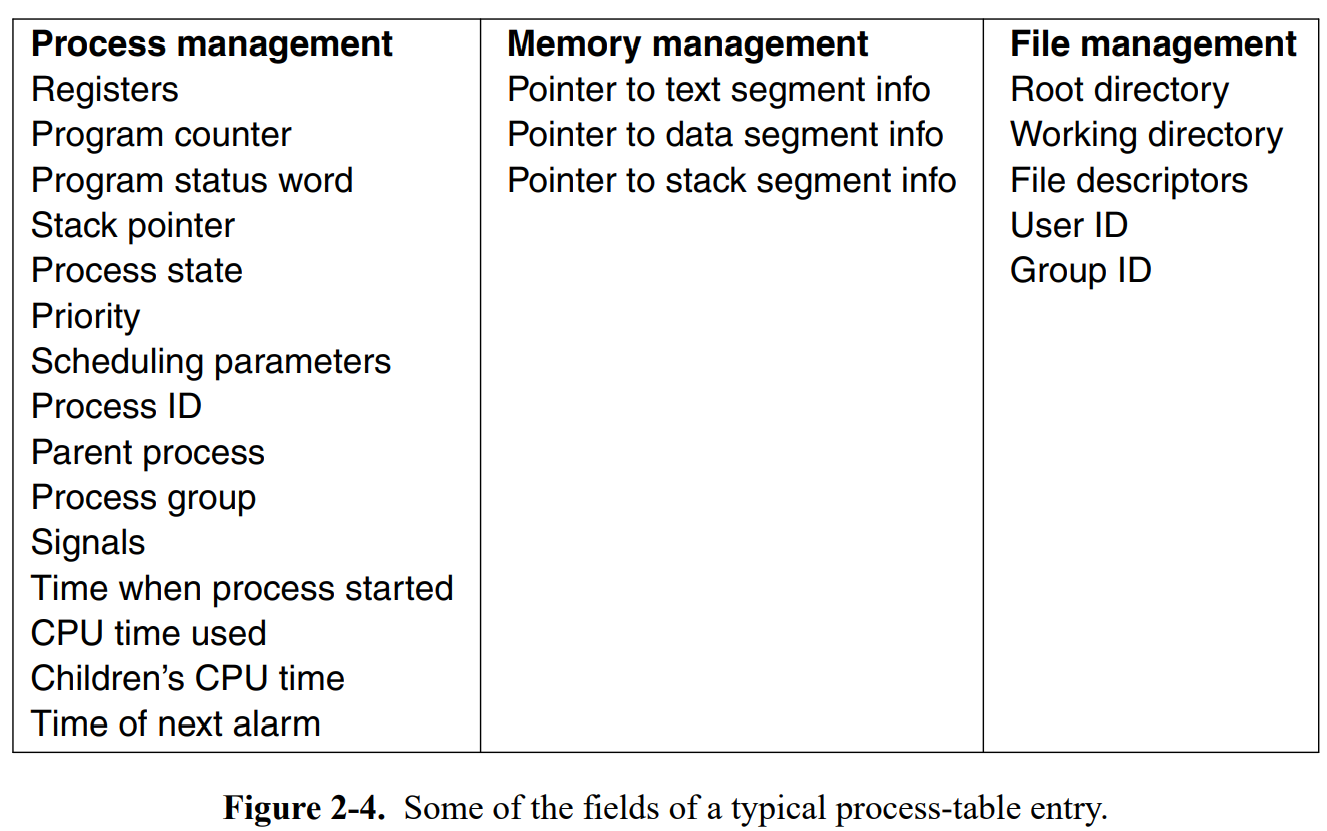 Process management
Registers
Program counter
Program status word
Stack pointer
Process state
Priority
Scheduling parameters
Process ID
Parent process
Process group
Signals
Time when process started
CPU time used
Children’s CPU time
Time of next alarm
Memory management
Pointer to text segment info
Pointer to data segment info
Pointer to stack segment info
File management
Root directory
Working directory
File descriptors
User ID
Group ID
Figure 2-4. Some of the fields of a typical process-table entry.